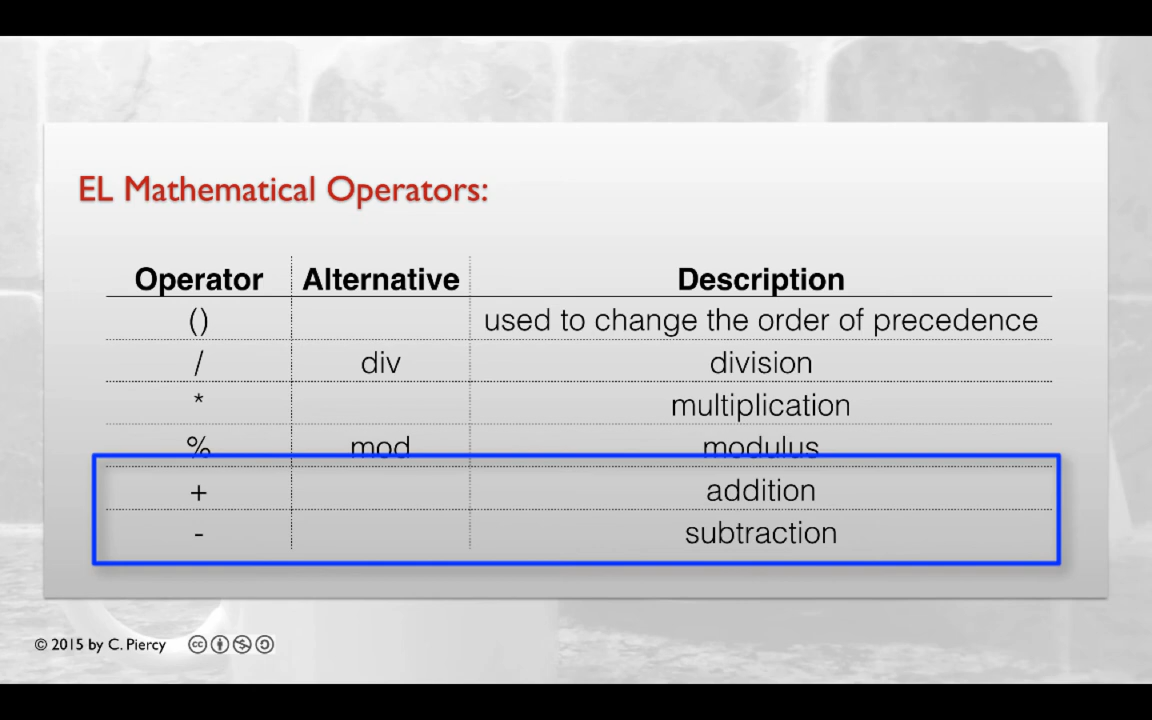 EL Mathematical Operators:
Operator Alternative Description
() used to change the order of precedence
/ div division
* multiplication
% mod modulus
+ addition
- subtraction
© 2015 by C. Piercy cc